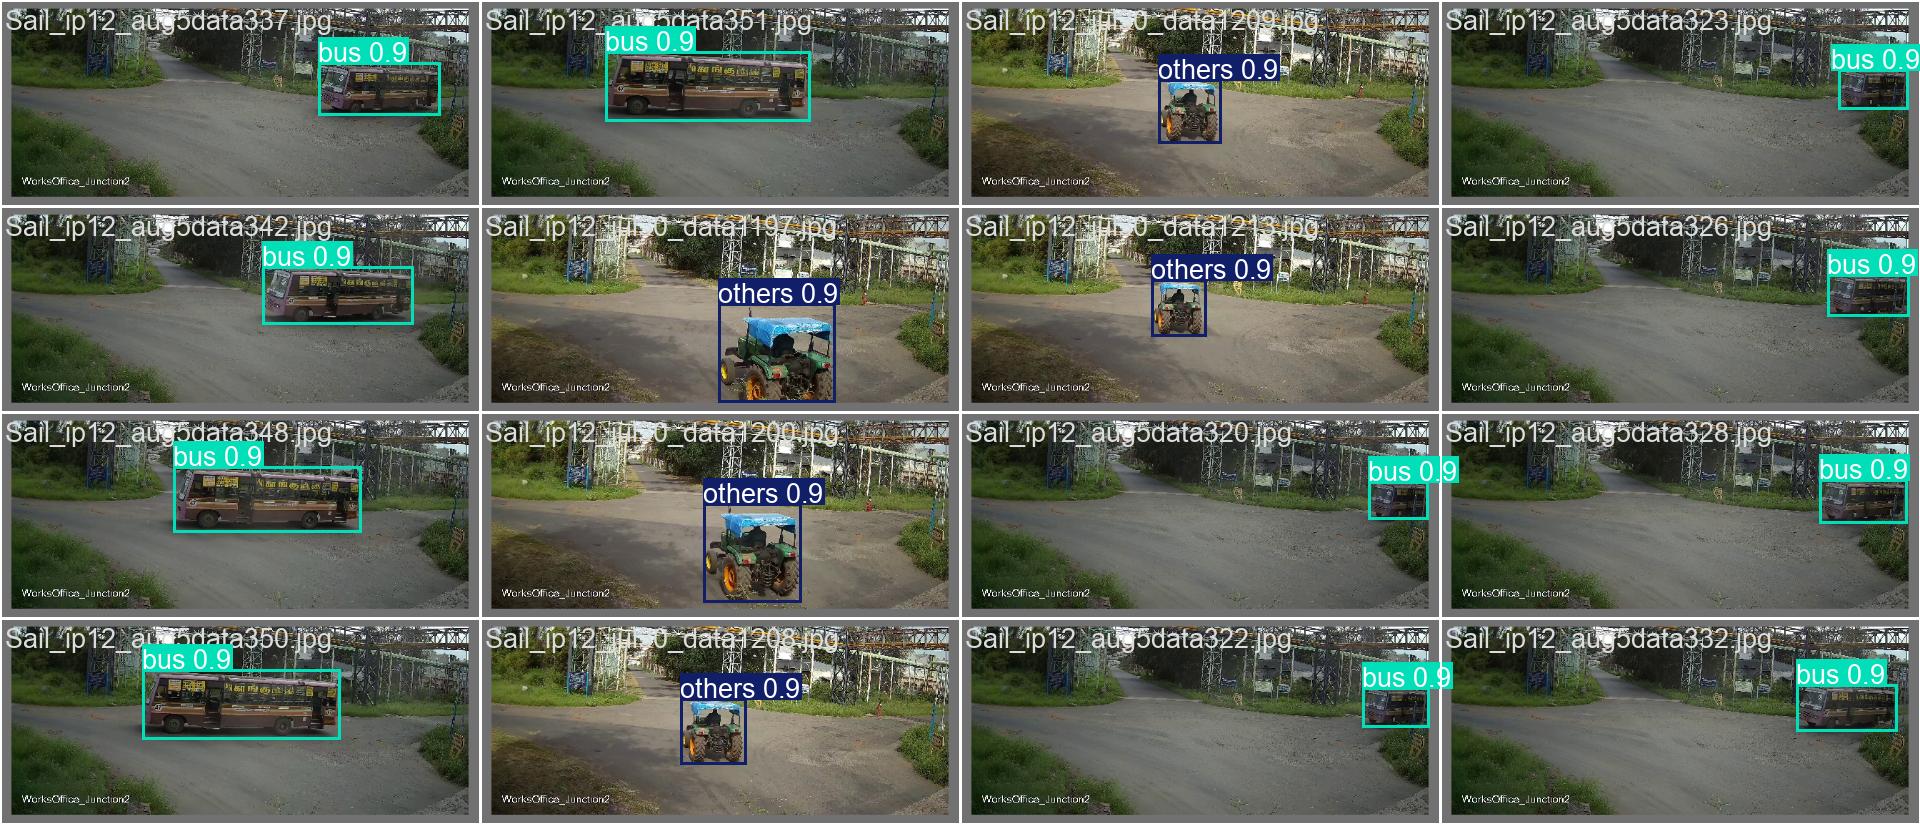 Sail_ip12_aug5data337.jpg
bus 0.9
WorksOffice_Junction2
Sail_ip12_aug5data351.jpg
bus 0.9
WorksOffice_Junction2
others 0.9
WorksOffice_Junction2
Sail_ip12_aug5data323.jpg
bus 0.9
WorksOffice_Junction2
Sail_ip12_aug5data342.jpg
bus 0.9
WorksOffice_Junction2
others 0.9
WorksOffice_Junction2
others 0.9
WorksOffice_Junction2
Sail_ip12_aug5data326.jpg
bus 0.9
WorksOffice_Junction2
Sail_ip12_aug5data348.jpg
bus 0.9
WorksOffice_Junction2
others 0.9
WorksOffice_Junction2
Sail_ip12_aug5data320.jpg
bus 0.9
WorksOffice_Junction2
Sail_ip12_aug5data328.jpg
bus 0.9
WorksOffice_Junction2
Sail_ip12_aug5data350.jpg
bus 0.9
WorksOffice_Junction2
others 0.9
WorksOffice_Junction2
Sail_ip12_aug5data322.jpg
bus 0.9
WorksOffice_Junction2
Sail_ip12_aug5data332.jpg
bus 0.9
WorksOffice_Junction2